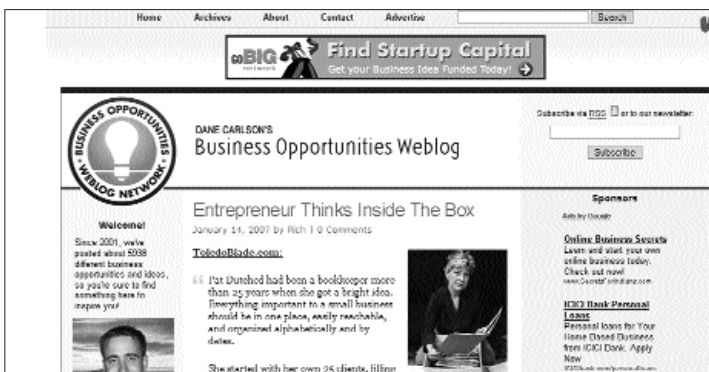 Home Archives About Contact Advertise Search
GOBIG network
Find Startup Capital
Get your Business Idea Funded Today!
BUSINESS OPPORTUNITIES WEBLOG NETWORK
DANE CARLSON'S
Business Opportunities Weblog
Subscribe via RSS or to our newsletter:
Subscribe
Welcome!
Since 2001, we've
posted about 5938
different business
opportunities and ideas,
so you're sure to find
something here to
inspire you!
Entrepreneur Thinks Inside The Box
January 14, 2007 by Rich | 0 Comments
ToledoBlade.com:
Pat Dutched had been a bookkeeper more
than 25 years when she got a bright idea.
Everything important to a small business
should be in one place, easily reachable,
and organized alphabetically and by
dates.
She started with her own 25 clients, filling
Sponsors
Ads by Google
Online Business Secrets
Learn and start your own
online business today.
Check out now!
ICICI Bank Personal
Loans
Personal loans for Your
Home Based Business
from ICICI Bank. Apply
Now